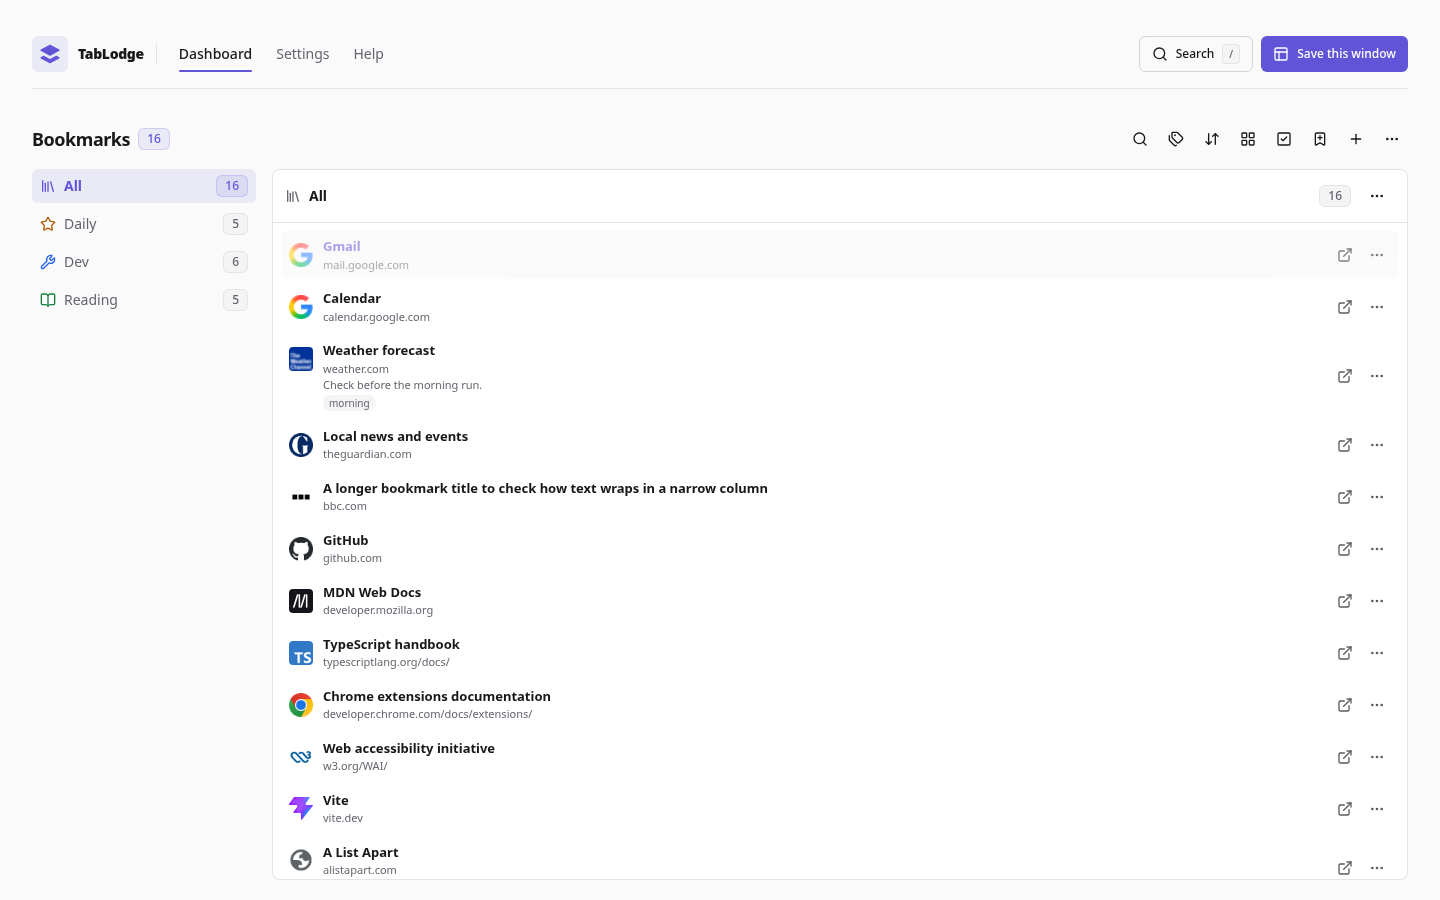 TabLodge
Dashboard
Settings
Help
Search /
Save this window
Bookmarks 16
All 16
Daily 5
Dev 6
Reading 5
All 16
Gmail
mail.google.com
Calendar
calendar.google.com
The Weather Channel
Weather forecast
weather.com
Check before the morning run.
morning
Local news and events
theguardian.com
A longer bookmark title to check how text wraps in a narrow column
bbc.com
GitHub
github.com
MDN Web Docs
developer.mozilla.org
TS
TypeScript handbook
typescriptlang.org/docs/
Chrome extensions documentation
developer.chrome.com/docs/extensions/
Web accessibility initiative
w3.org/WAI/
Vite
vite.dev
A List Apart
alistapart.com